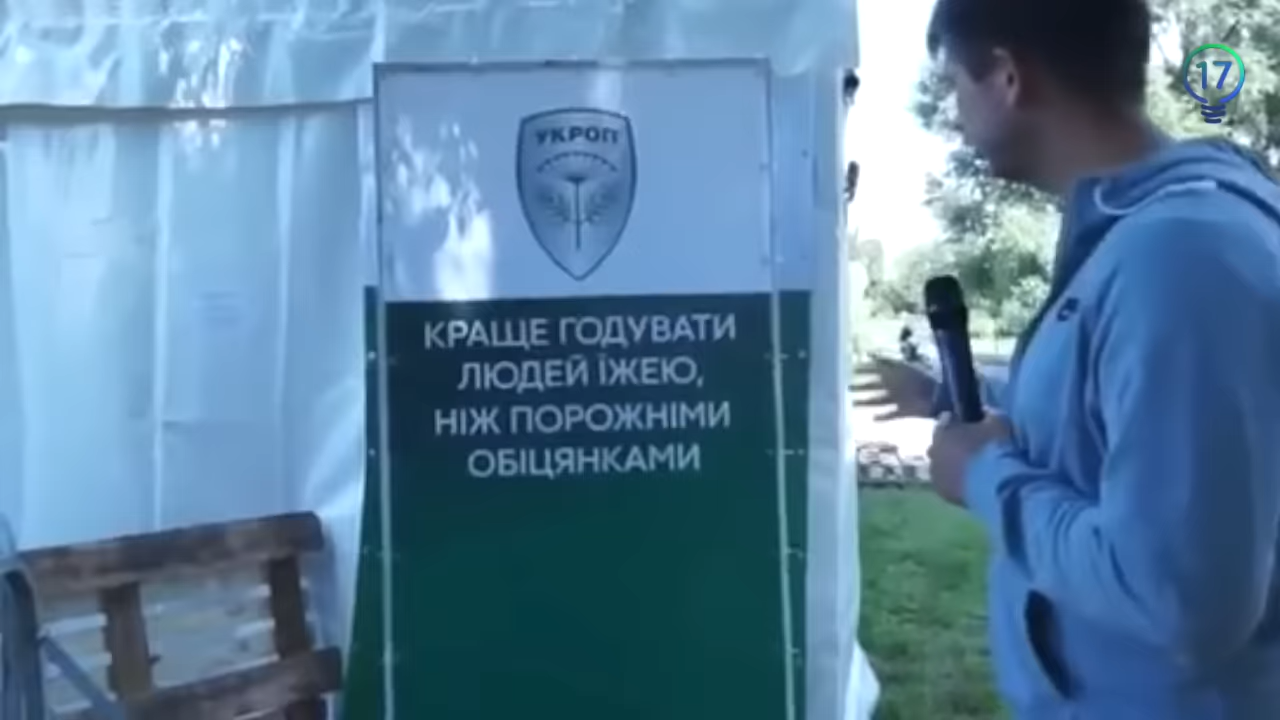 17
УКРОП
КРАЩЕ ГОДУВАТИ
ЛЮДЕЙ ЇЖЕЮ,
НІЖ ПОРОЖНІМИ
ОБІЦЯНКАМИ